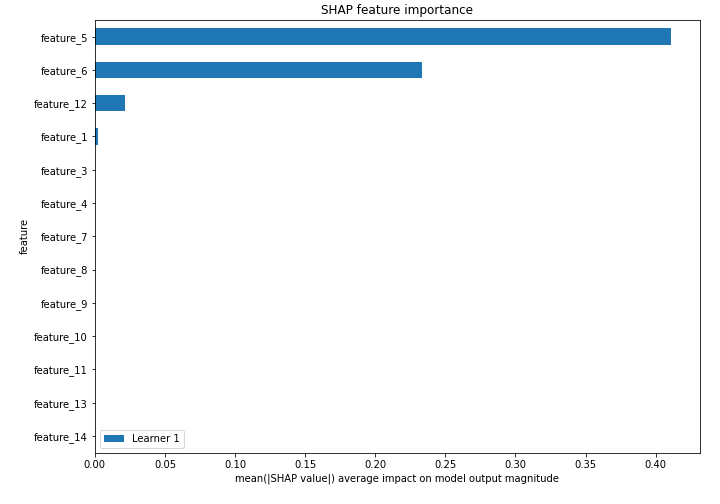 SHAP feature importance
feature_5
feature_6
feature_12
feature_1
feature_3
feature_4
feature_7
feature_8
feature_9
feature_10
feature_11
feature_13
feature_14
feature
Learner 1
0.00 0.05 0.10 0.15 0.20 0.25 0.30 0.35 0.40
mean(|SHAP value|) average impact on model output magnitude